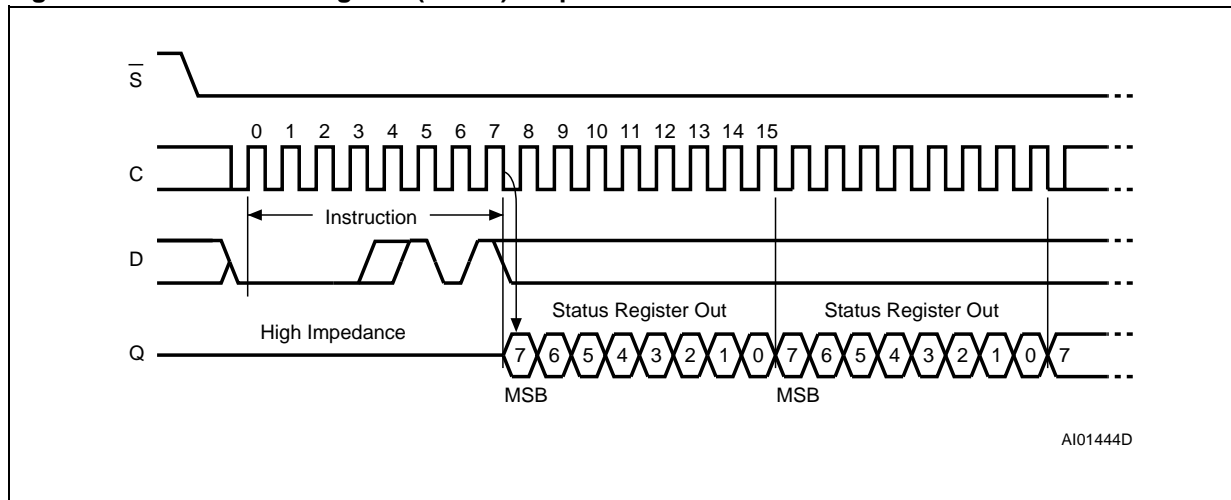 S
0 1 2 3 4 5 6 7 8 9 10 11 12 13 14 15
C
Instruction
D
Status Register Out Status Register Out
High Impedance
Q 7 6 5 4 3 2 1 0 7 6 5 4 3 2 1 0 7
MSB MSB
AI01444D